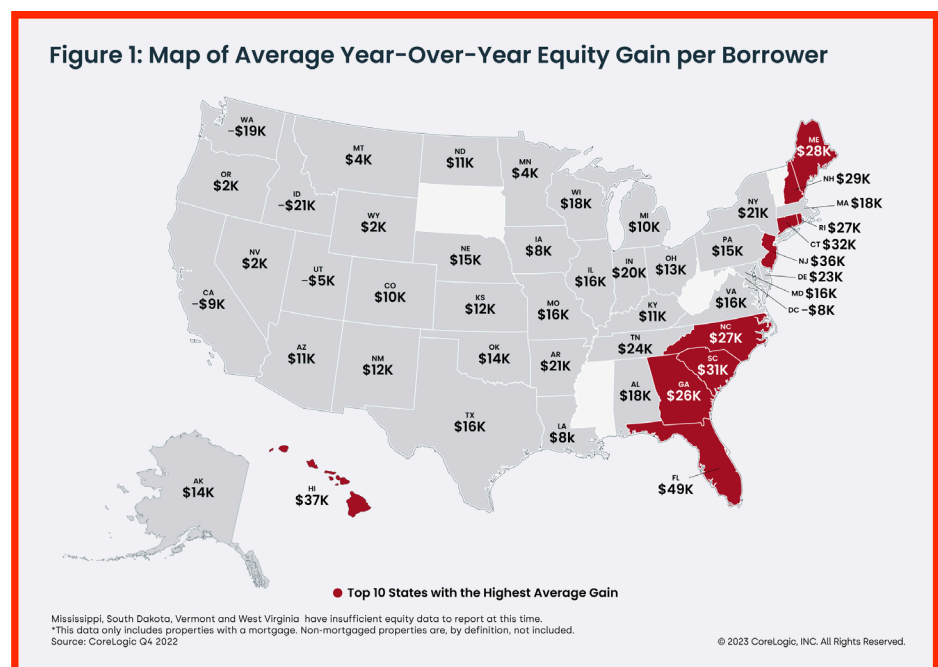 Figure 1: Map of Average Year-Over-Year Equity Gain per Borrower
WA
-$19K
MT
$4K
ND
$11K
MN
$4K
ME
$28K
OR
$2K
ID
-$21K
WY
$2K
WI
$18K
MI
$10K
NY
$21K
NH $29K
MA $18K
RI $27K
CT $32K
NJ $36K
DE $23K
MD $16K
DC -$8K
NV
$2K
UT
-$5K
CO
$10K
NE
$15K
IA
$8K
IL
$16K
IN
$20K
OH
$13K
PA
$15K
CA
-$9K
KS
$12K
MO
$16K
KY
$11K
VA
$16K
AZ
$11K
NM
$12K
OK
$14K
AR
$21K
TN
$24K
NC
$27K
SC
$31K
TX
$16K
LA
$8k
AL
$18K
GA
$26K
FL
$49K
AK
$14K
HI
$37K
Top 10 States with the Highest Average Gain
Mississippi, South Dakota, Vermont and West Virginia have insufficient equity data to report at this time.
*This data only includes properties with a mortgage. Non-mortgaged properties are, by definition, not included.
Source: CoreLogic Q4 2022
© 2023 CoreLogic, INC. All Rights Reserved.